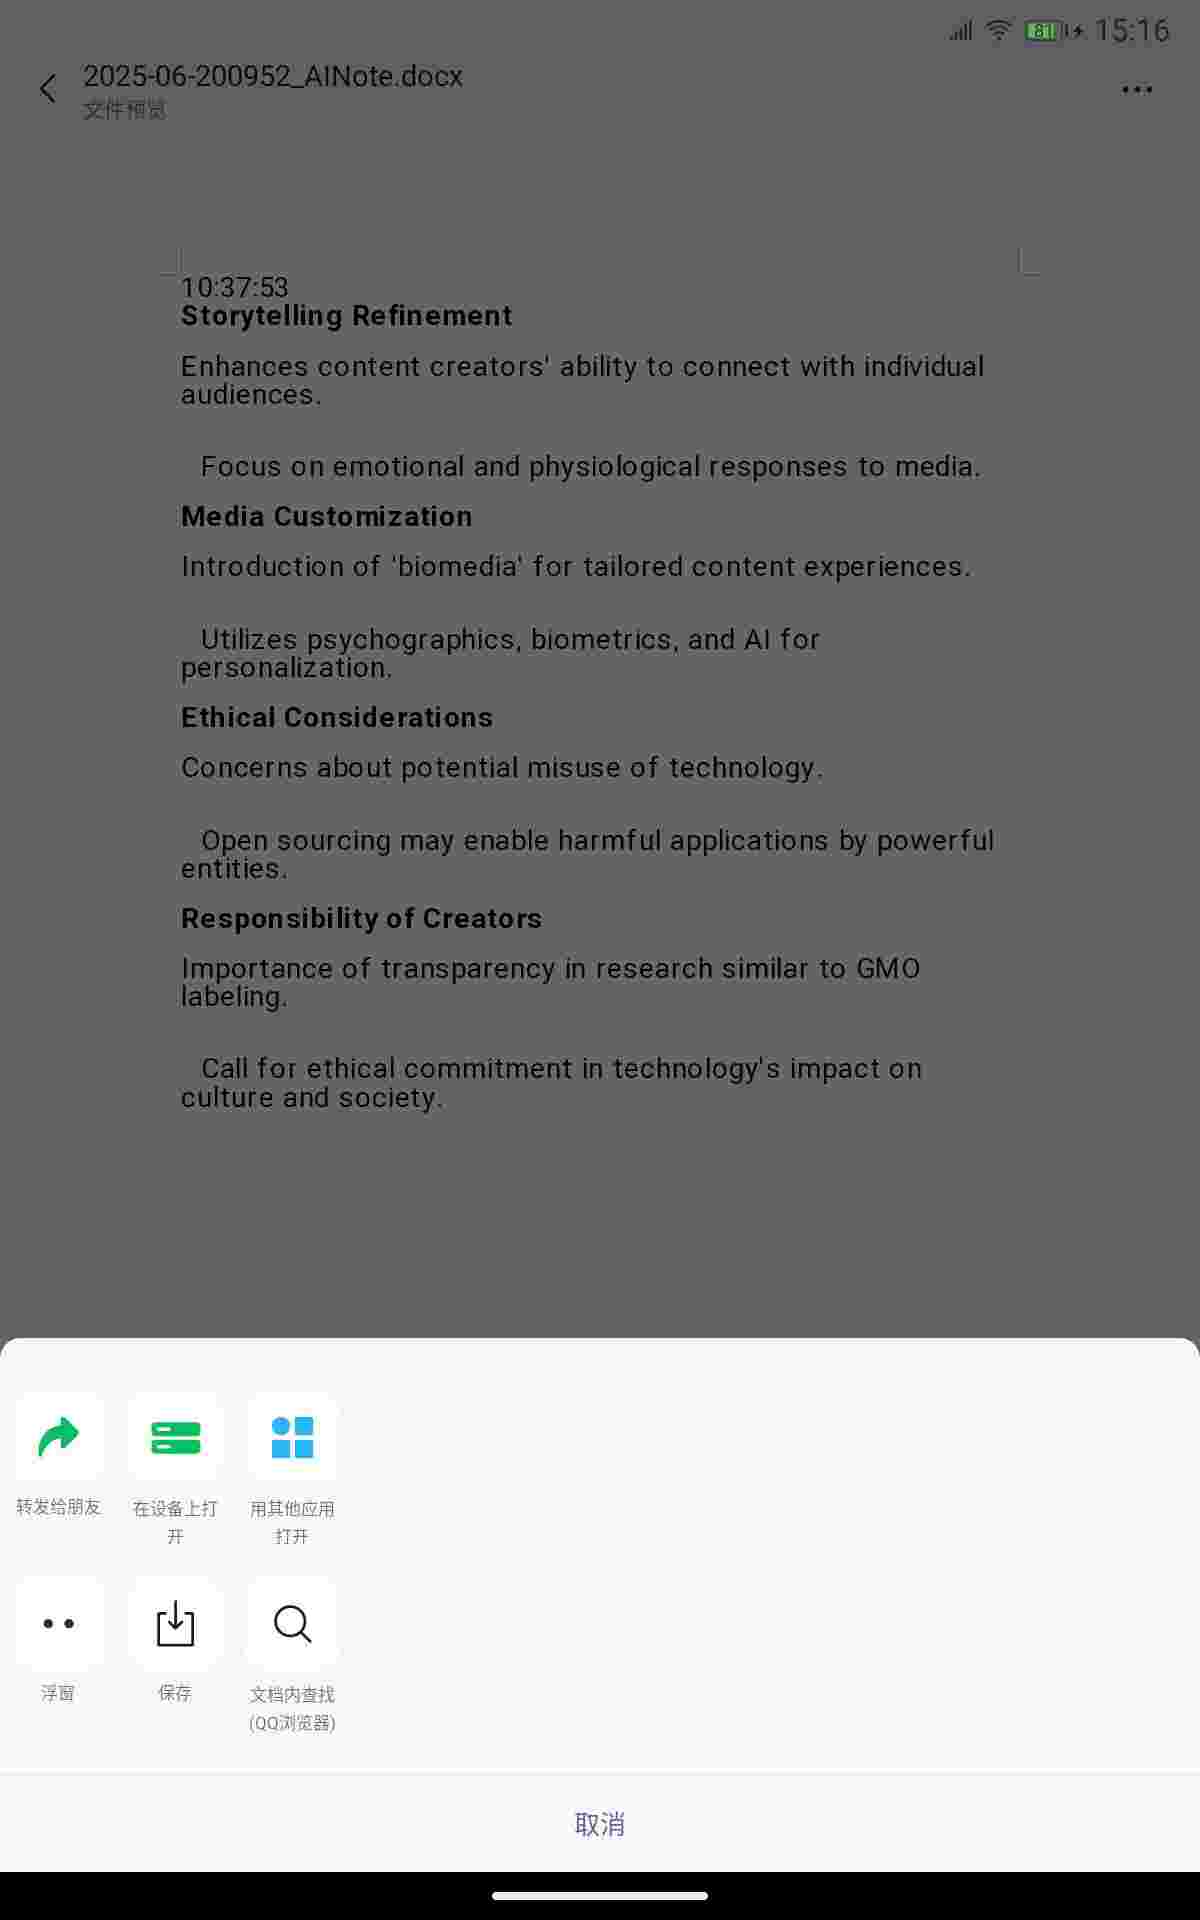 81 15:16
2025-06-200952_AINote.docx
文件预览
10:37:53
Storytelling Refinement
Enhances content creators' ability to connect with individual
audiences.
Focus on emotional and physiological responses to media.
Media Customization
Introduction of 'biomedia' for tailored content experiences.
Utilizes psychographics, biometrics, and AI for
personalization.
Ethical Considerations
Concerns about potential misuse of technology.
Open sourcing may enable harmful applications by powerful
entities.
Responsibility of Creators
Importance of transparency in research similar to GMO
labeling.
Call for ethical commitment in technology's impact on
culture and society.
转发给朋友
在设备上打
开
用其他应用
打开
浮窗
保存
文档内查找
(QQ浏览器)
取消